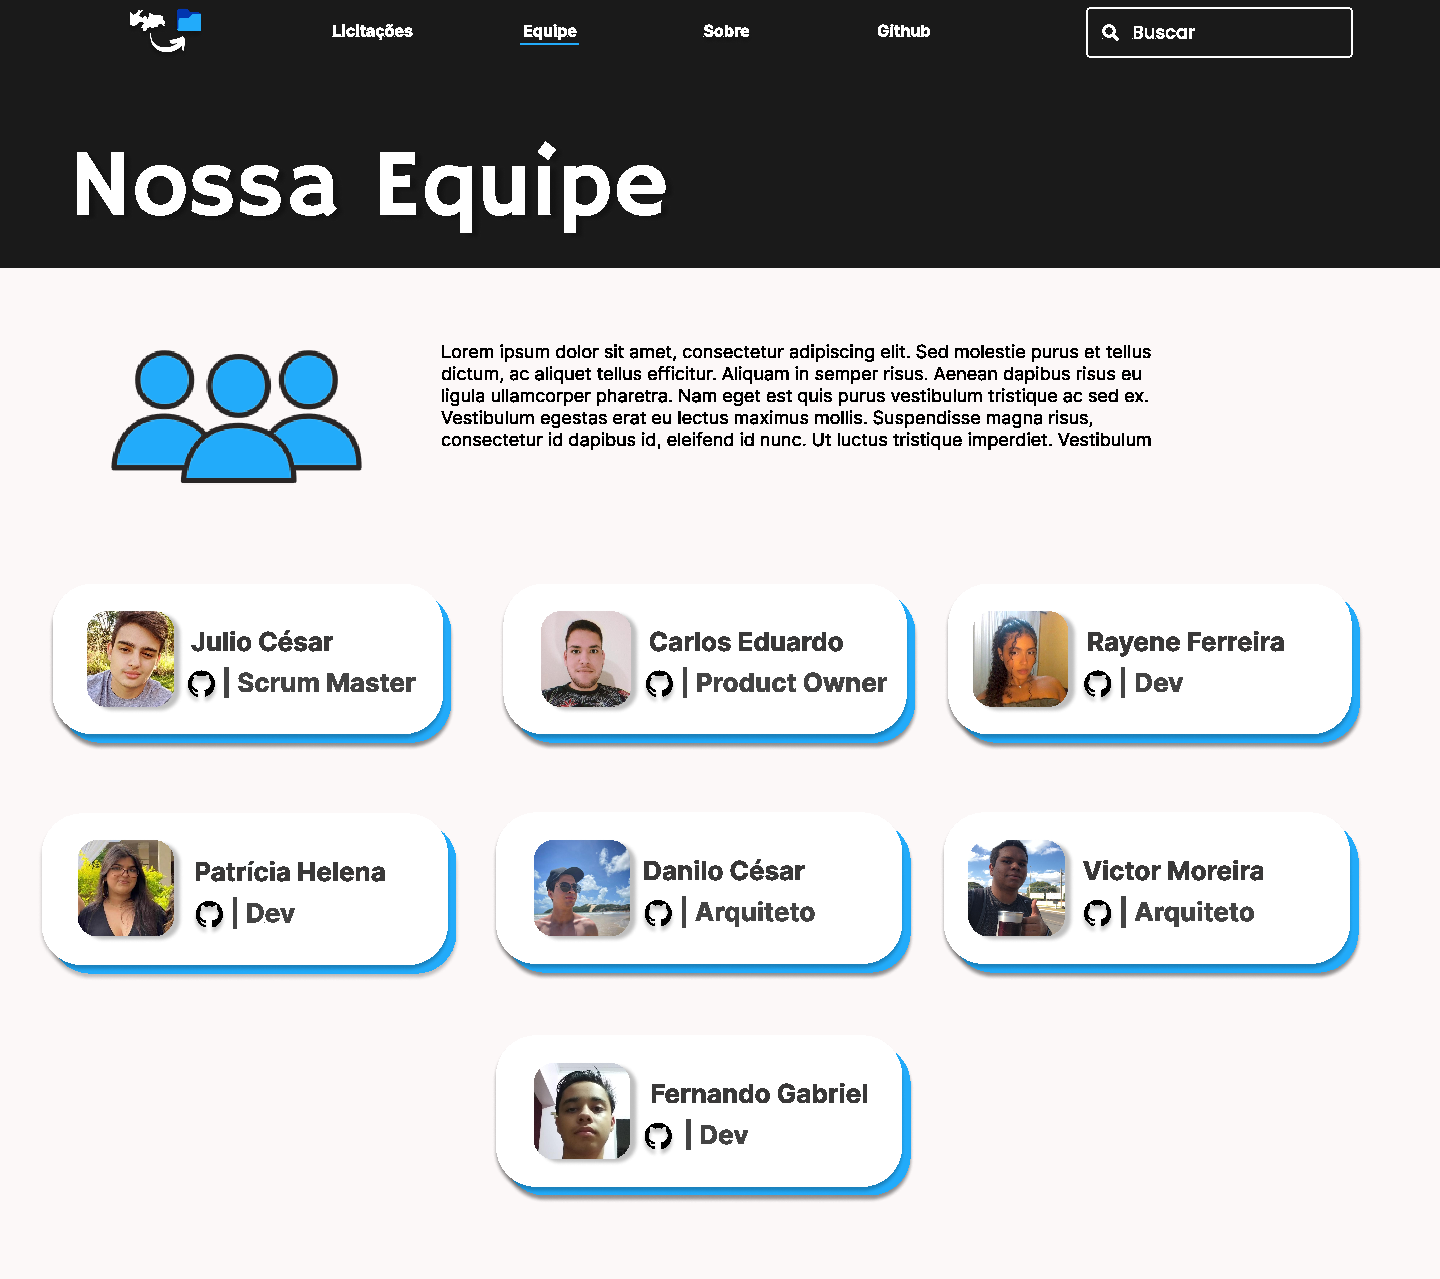 Licitações Equipe Sobre Github Buscar
Nossa Equipe
Lorem ipsum dolor sit amet, consectetur adipiscing elit. Sed molestie purus et tellus
dictum, ac aliquet tellus efficitur. Aliquam in semper risus. Aenean dapibus risus eu
ligula ullamcorper pharetra. Nam eget est quis purus vestibulum tristique ac sed ex.
Vestibulum egestas erat eu lectus maximus mollis. Suspendisse magna risus,
consectetur id dapibus id, eleifend id nunc. Ut luctus tristique imperdiet. Vestibulum
Julio César
| Scrum Master
Carlos Eduardo
| Product Owner
Rayene Ferreira
| Dev
Patrícia Helena
| Dev
Danilo César
| Arquiteto
Victor Moreira
| Arquiteto
Fernando Gabriel
| Dev